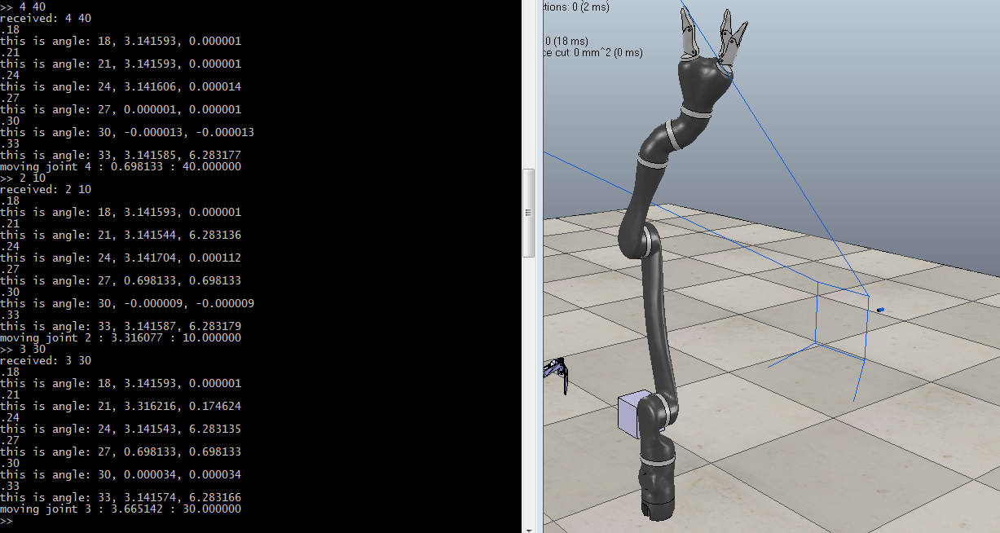 >> 4 40
received: 4 40
.18
this is angle: 18, 3.141593, 0.000001
.21
this is angle: 21, 3.141593, 0.000001
.24
this is angle: 24, 3.141606, 0.000014
.27
this is angle: 27, 0.000001, 0.000001
.30
this is angle: 30, -0.000013, -0.000013
.33
this is angle: 33, 3.141585, 6.283177
moving joint 4 : 0.698133 : 40.000000
>> 2 10
received: 2 10
.18
this is angle: 18, 3.141593, 0.000001
.21
this is angle: 21, 3.141544, 6.283136
.24
this is angle: 24, 3.141704, 0.000112
.27
this is angle: 27, 0.698133, 0.698133
.30
this is angle: 30, -0.000009, -0.000009
.33
this is angle: 33, 3.141587, 6.283179
moving joint 2 : 3.316077 : 10.000000
>> 3 30
received: 3 30
.18
this is angle: 18, 3.141593, 0.000001
.21
this is angle: 21, 3.316216, 0.174624
.24
this is angle: 24, 3.141543, 6.283135
.27
this is angle: 27, 0.698133, 0.698133
.30
this is angle: 30, 0.000034, 0.000034
.33
this is angle: 33, 3.141574, 6.283166
moving joint 3 : 3.665142 : 30.000000
>>
ctions: 0 (2 ms)
0 (18 ms)
ce cut: 0 mm^2 (0 ms)